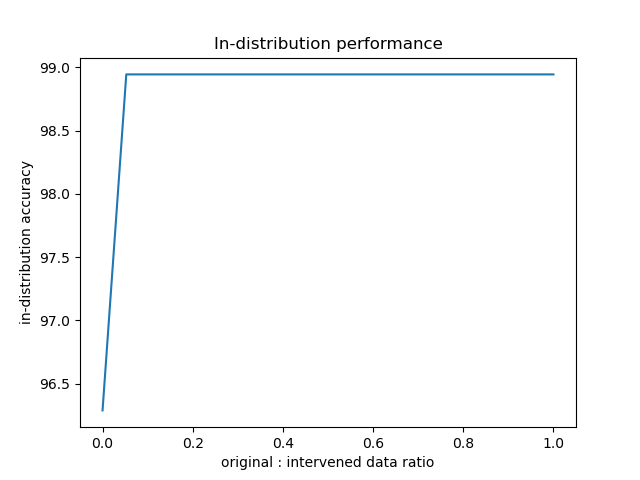 In-distribution performance
99.0
98.5
98.0
97.5
97.0
96.5
in-distribution accuracy
0.0 0.2 0.4 0.6 0.8 1.0
original : intervened data ratio